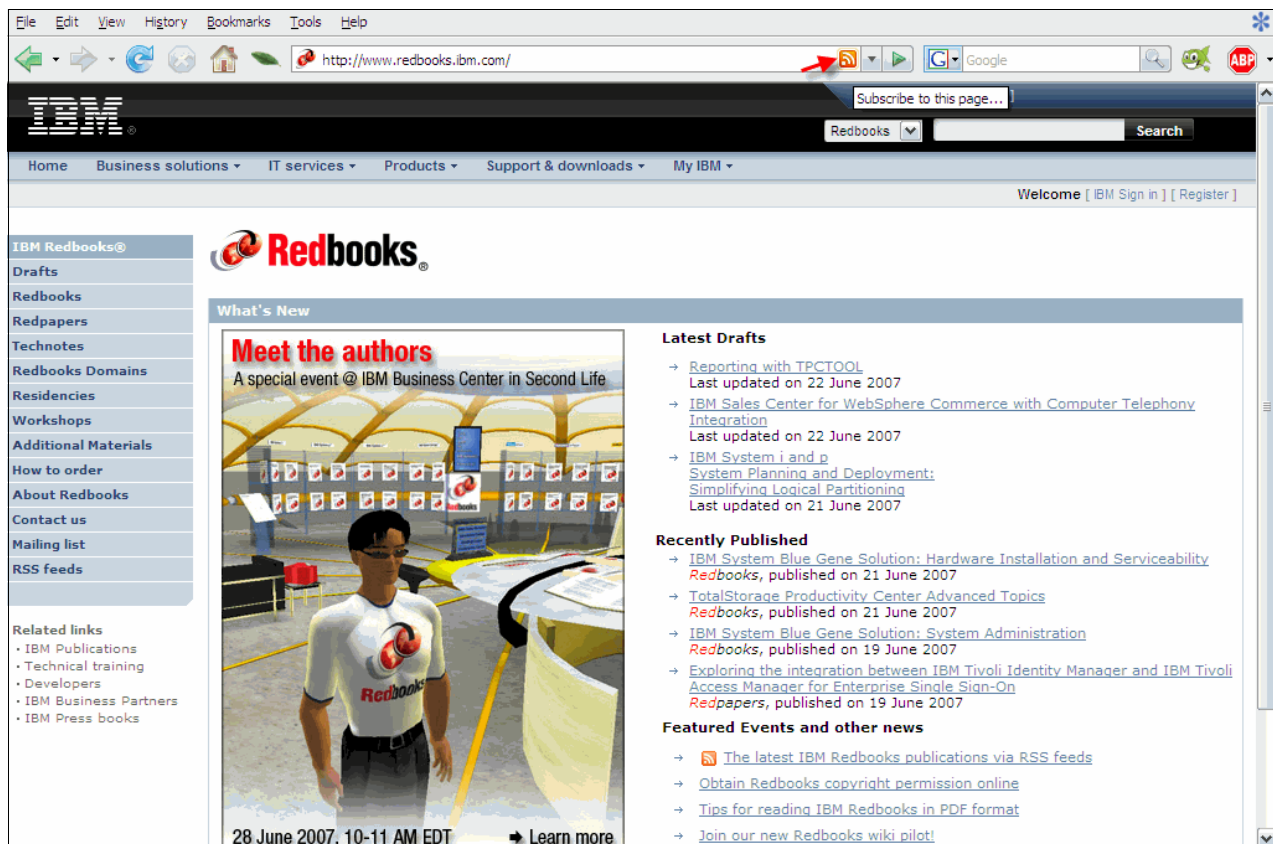 File Edit View History Bookmarks Tools Help
http://www.redbooks.ibm.com/
G Google
ABP
Subscribe to this page...
IBM®
Redbooks
Search
Home Business solutions IT services Products Support & downloads My IBM
Welcome [ IBM Sign in ] [ Register ]
IBM Redbooks®
Drafts
Redbooks
Redpapers
Technotes
Redbooks Domains
Residencies
Workshops
Additional Materials
How to order
About Redbooks
Contact us
Mailing list
RSS feeds
Related links
· IBM Publications
· Technical training
· Developers
· IBM Business Partners
· IBM Press books
Redbooks®
What's New
Meet the authors
A special event @ IBM Business Center in Second Life
Redbooks
Redbooks
28 June 2007, 10-11 AM EDT
Learn more
Latest Drafts
Reporting with TPCTOOL
Last updated on 22 June 2007
IBM Sales Center for WebSphere Commerce with Computer Telephony
Integration
Last updated on 22 June 2007
IBM System i and p
System Planning and Deployment:
Simplifying Logical Partitioning
Last updated on 21 June 2007
Recently Published
IBM System Blue Gene Solution: Hardware Installation and Serviceability
Redbooks, published on 21 June 2007
TotalStorage Productivity Center Advanced Topics
Redbooks, published on 21 June 2007
IBM System Blue Gene Solution: System Administration
Redbooks, published on 19 June 2007
Exploring the integration between IBM Tivoli Identity Manager and IBM Tivoli
Access Manager for Enterprise Single Sign-On
Redpapers, published on 19 June 2007
Featured Events and other news
The latest IBM Redbooks publications via RSS feeds
Obtain Redbooks copyright permission online
Tips for reading IBM Redbooks in PDF format
Join our new Redbooks wiki pilot!